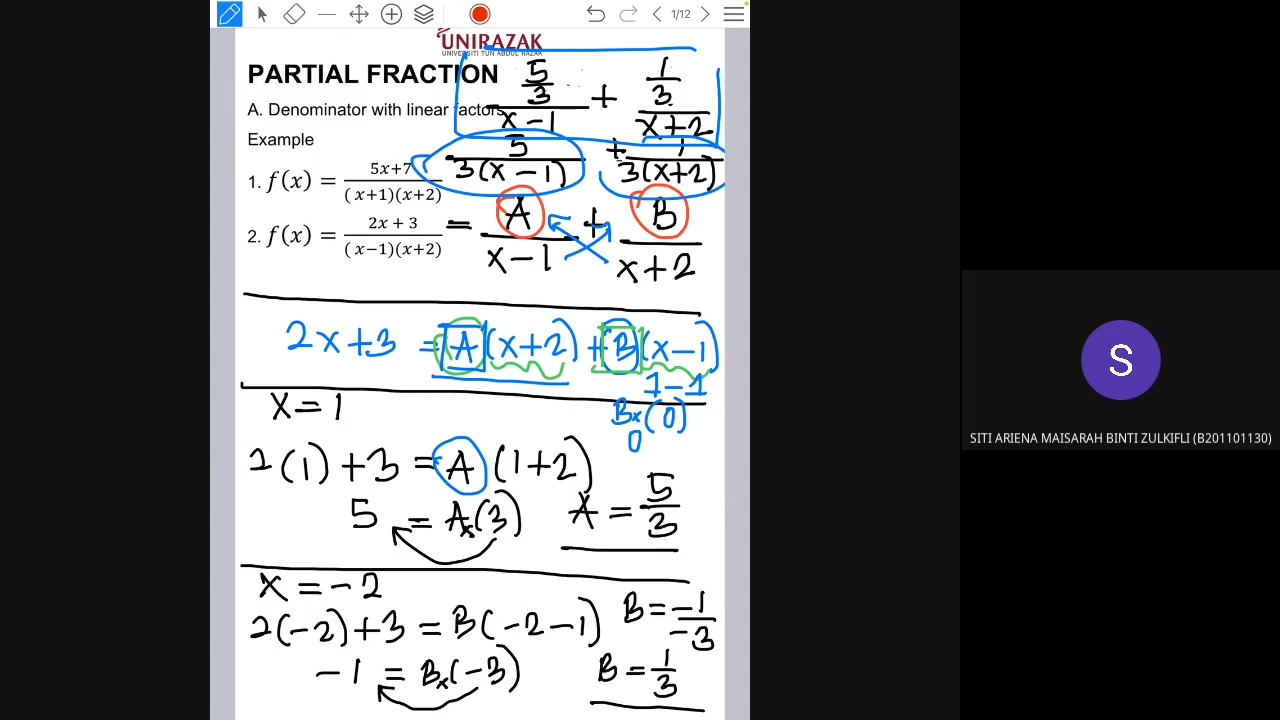 1/12
UNIRAZAK
UNIVERSITI TUN ABDUL RAZAK
PARTIAL FRACTION
A. Denominator with linear factors
Example
5/3 / x-1 + 1/3 / x+2
5 / 3(x-1) + 1 / 3(x+2)
1. f(x) = 5x+7 / (x+1)(x+2)
2. f(x) = 2x+3 / (x-1)(x+2) = A / x-1 + B / x+2
2x+3 = A(x+2) + B(x-1)
1-1
Bx(0)
0
x = 1
2(1)+3 = A(1+2)
5 = Ax(3) A = 5/3
x = -2
2(-2)+3 = B(-2-1) B = -1/-3
-1 = Bx(-3) B = 1/3
S
SITI ARIENA MAISARAH BINTI ZULKIFLI (B201101130)